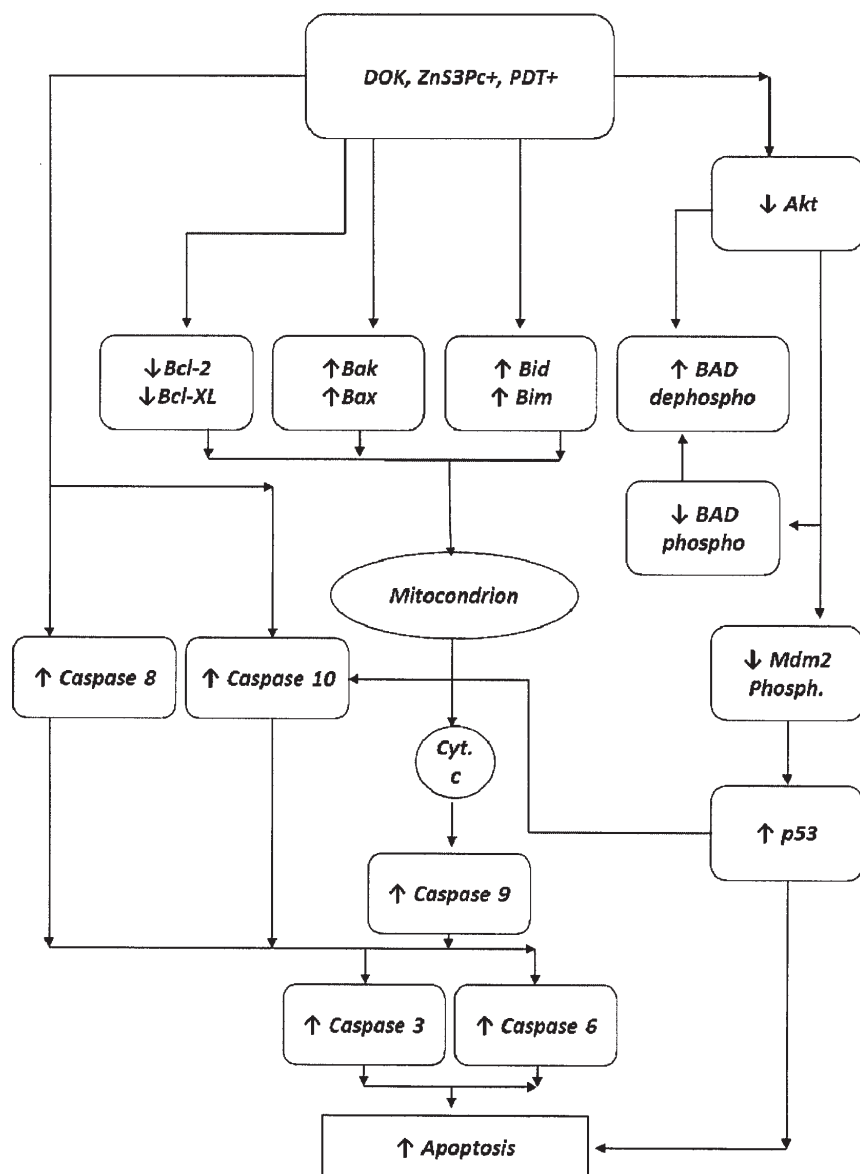 DOK, ZnS3Pc+, PDT+
↓ Akt
↓Bcl-2
↓Bcl-XL
↑Bak
↑Bax
↑ Bid
↑ Bim
↑ BAD
dephospho
↓ BAD
phospho
Mitocondrion
↑ Caspase 8
↑ Caspase 10
↓ Mdm2
Phosph.
Cyt.
c
↑ p53
↑ Caspase 9
↑ Caspase 3
↑ Caspase 6
↑ Apoptosis